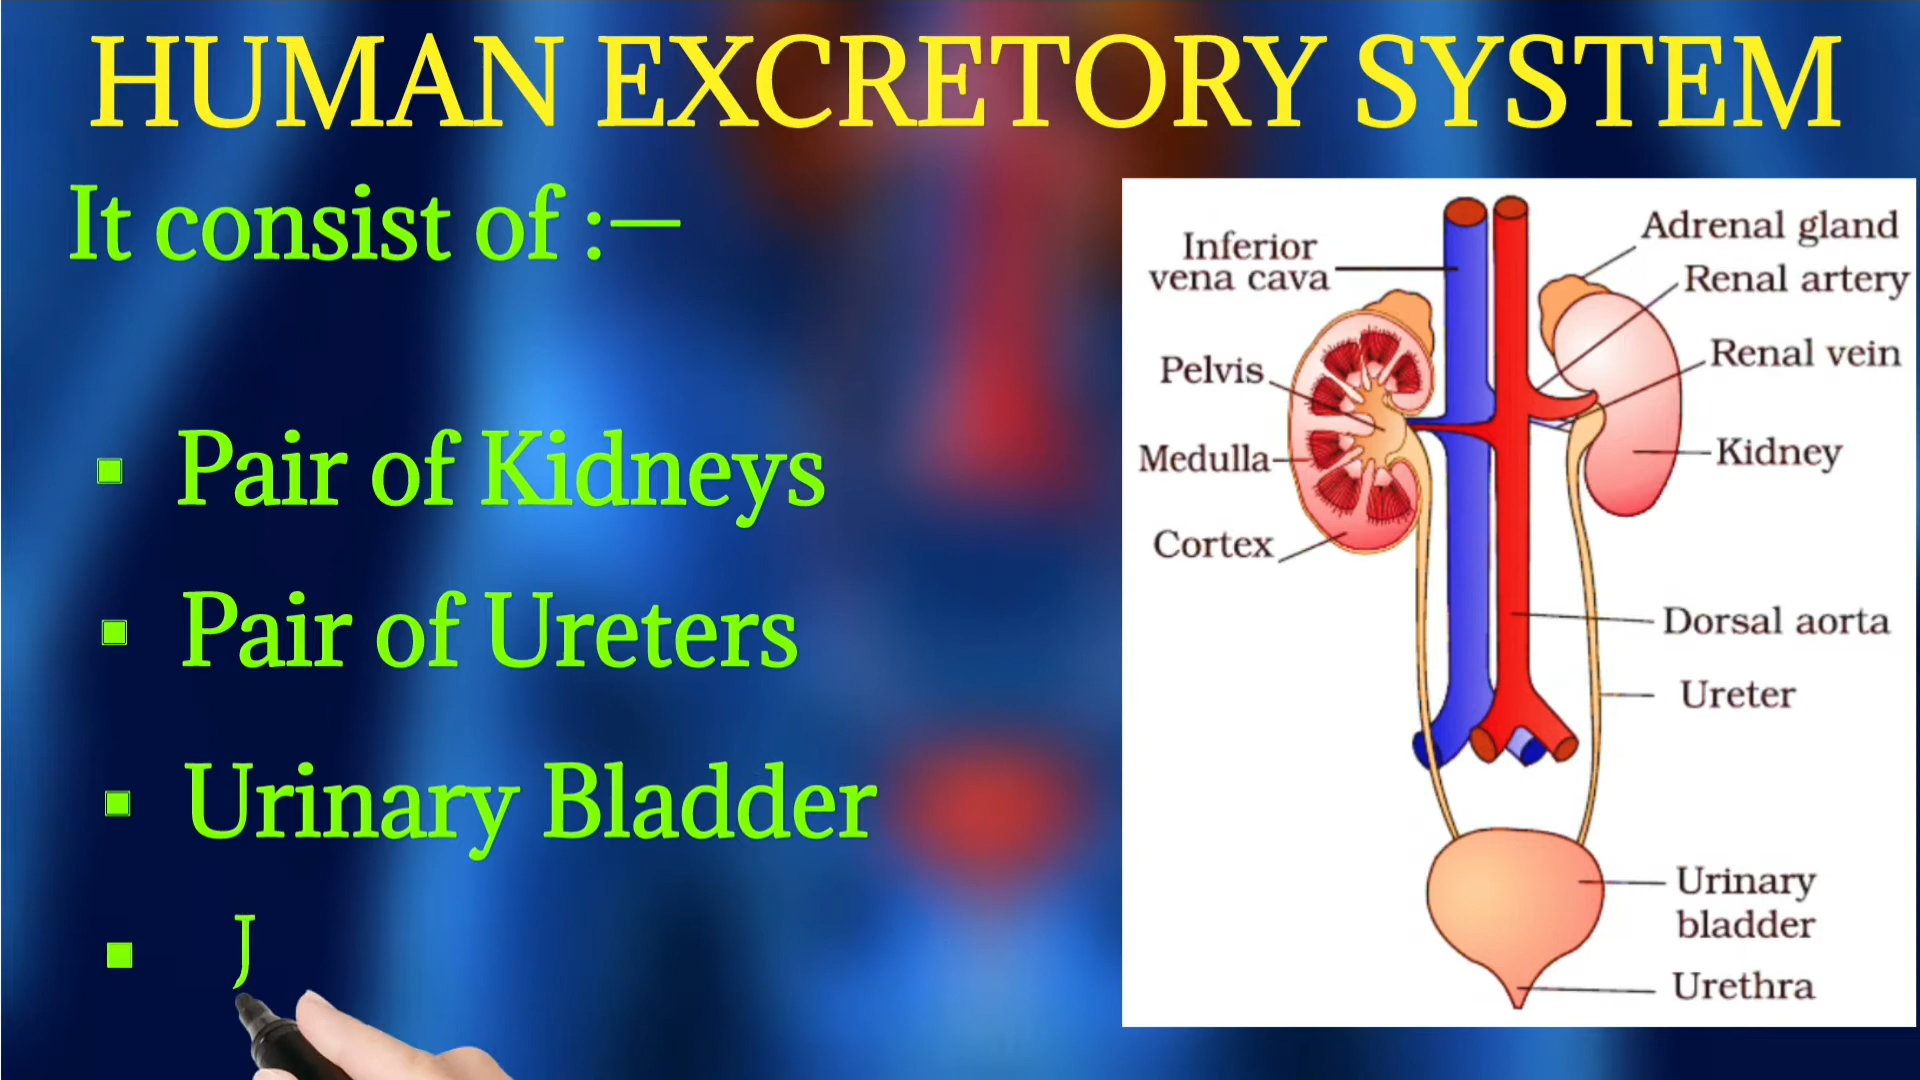 HUMAN EXCRETORY SYSTEM
It consist of :—
▪ Pair of Kidneys
▪ Pair of Ureters
▪ Urinary Bladder
▪
Inferior
vena cava
Pelvis
Medulla
Cortex
Adrenal gland
Renal artery
Renal vein
Kidney
Dorsal aorta
Ureter
Urinary
bladder
Urethra